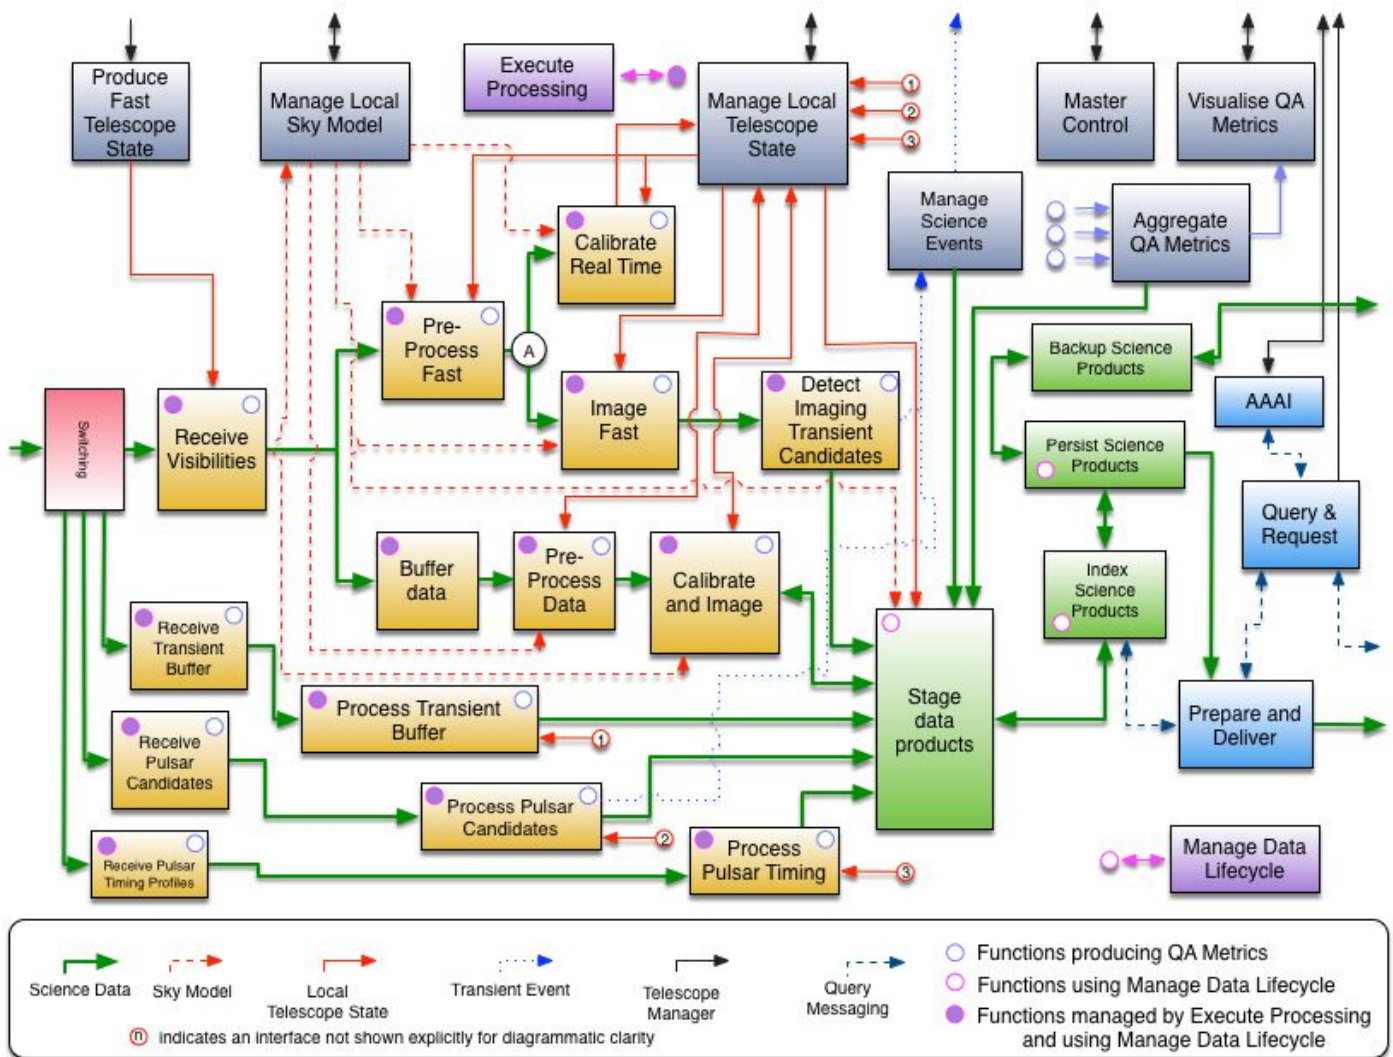 Produce
Fast
Telescope
State
Manage Local
Sky Model
Execute
Processing
Manage Local
Telescope
State
1
2
3
Master
Control
Visualise QA
Metrics
Manage
Science
Events
Aggregate
QA Metrics
Calibrate
Real Time
Pre-
Process
Fast
A
Image
Fast
Detect
Imaging
Transient
Candidates
Backup Science
Products
AAAI
Switching
Receive
Visibilities
Persist Science
Products
Query &
Request
Buffer
data
Pre-
Process
Data
Calibrate
and Image
Index
Science
Products
Receive
Transient
Buffer
Process Transient
Buffer
1
Stage
data
products
Prepare and
Deliver
Receive
Pulsar
Candidates
Process Pulsar
Candidates
2
Receive Pulsar
Timing Profiles
Process
Pulsar Timing
3
Manage Data
Lifecycle
Science Data
Sky Model
Local
Telescope State
Transient Event
Telescope
Manager
Query
Messaging
Functions producing QA Metrics
Functions using Manage Data Lifecycle
Functions managed by Execute Processing
and using Manage Data Lifecycle
n indicates an interface not shown explicitly for diagrammatic clarity